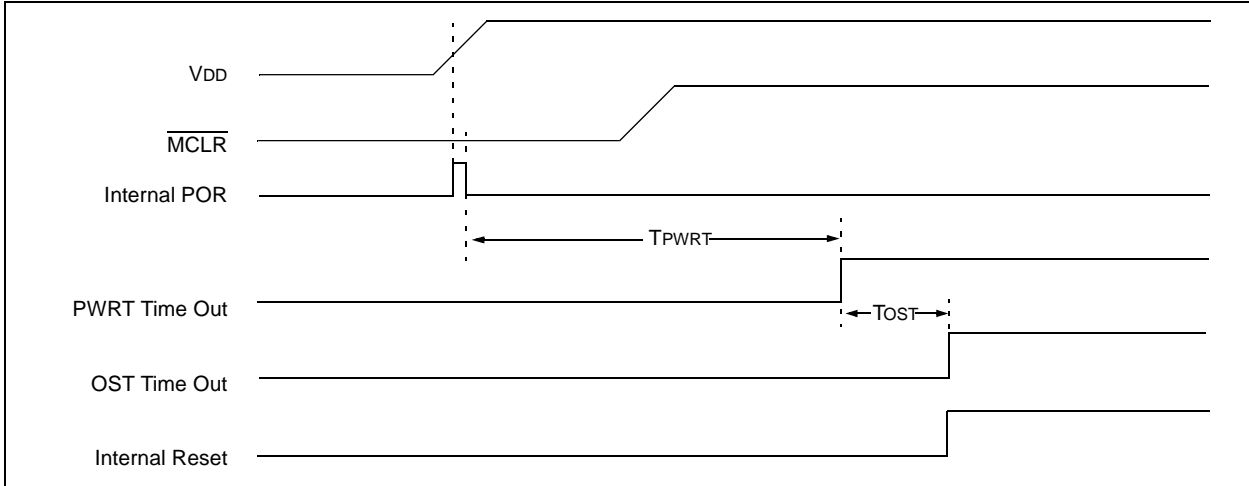 VDD
MCLR
Internal POR
TPWRT
PWRT Time Out
TOST
OST Time Out
Internal Reset